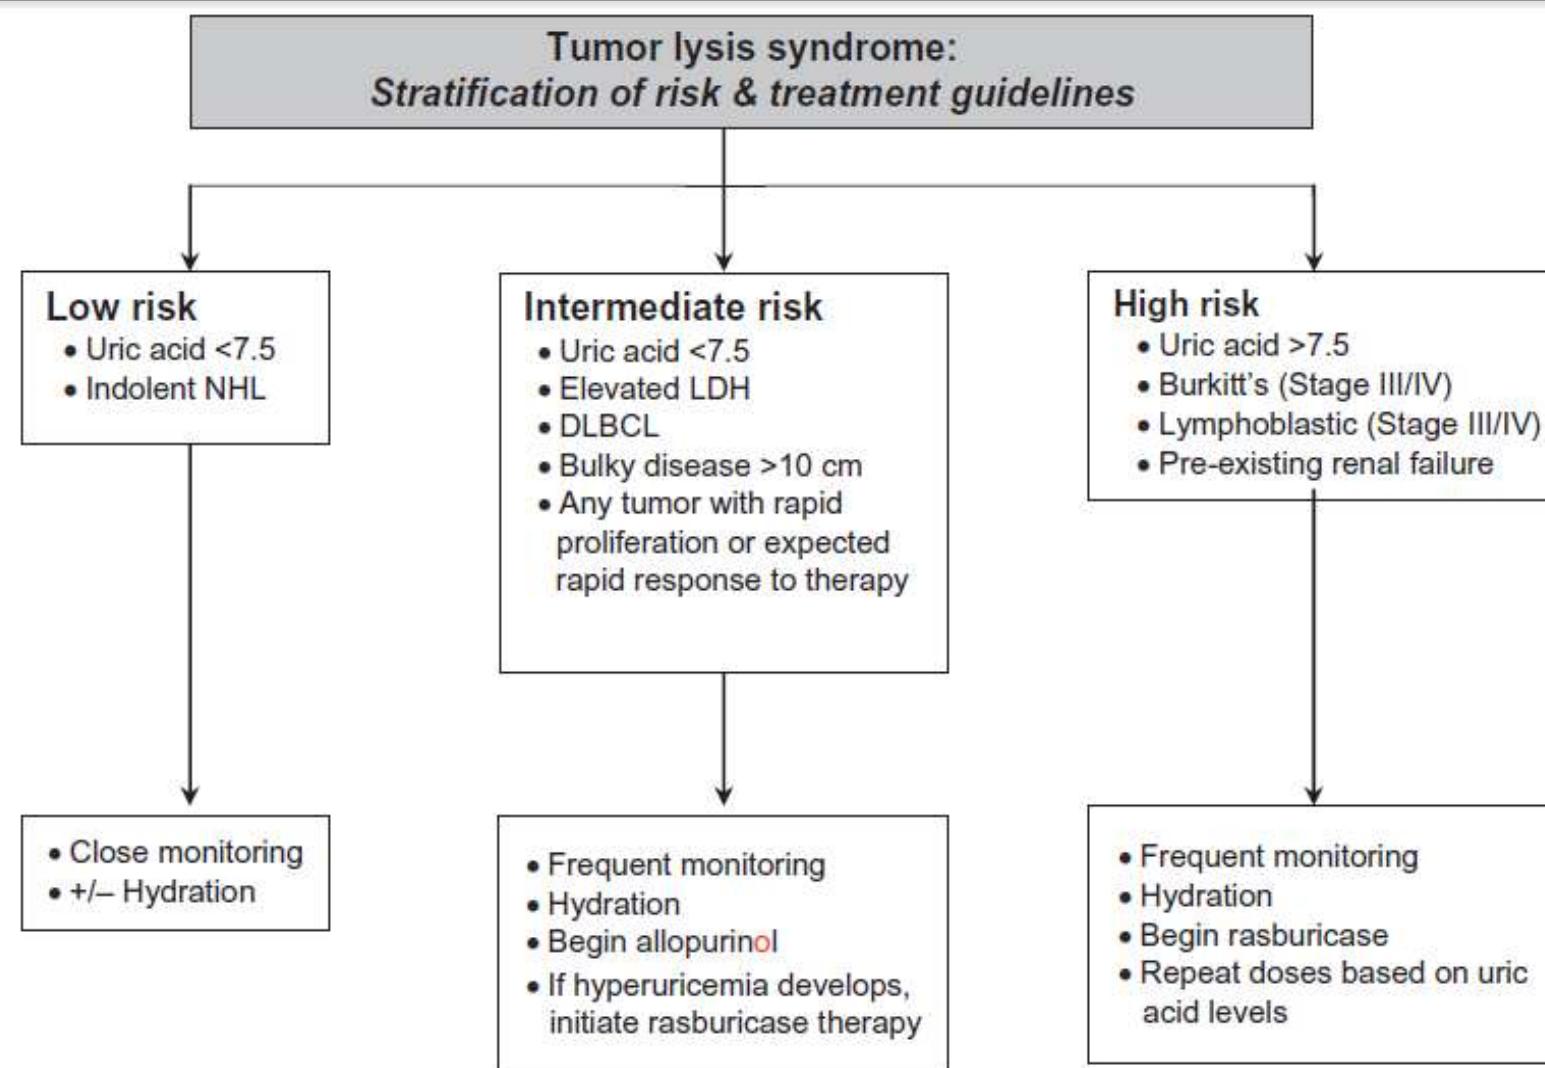 Tumor lysis syndrome:
Stratification of risk & treatment guidelines
Low risk
• Uric acid <7.5
• Indolent NHL
Intermediate risk
• Uric acid <7.5
• Elevated LDH
• DLBCL
• Bulky disease >10 cm
• Any tumor with rapid
proliferation or expected
rapid response to therapy
High risk
• Uric acid >7.5
• Burkitt's (Stage III/IV)
• Lymphoblastic (Stage III/IV)
• Pre-existing renal failure
• Close monitoring
• +/– Hydration
• Frequent monitoring
• Hydration
• Begin allopurinol
• If hyperuricemia develops,
initiate rasburicase therapy
• Frequent monitoring
• Hydration
• Begin rasburicase
• Repeat doses based on uric
acid levels